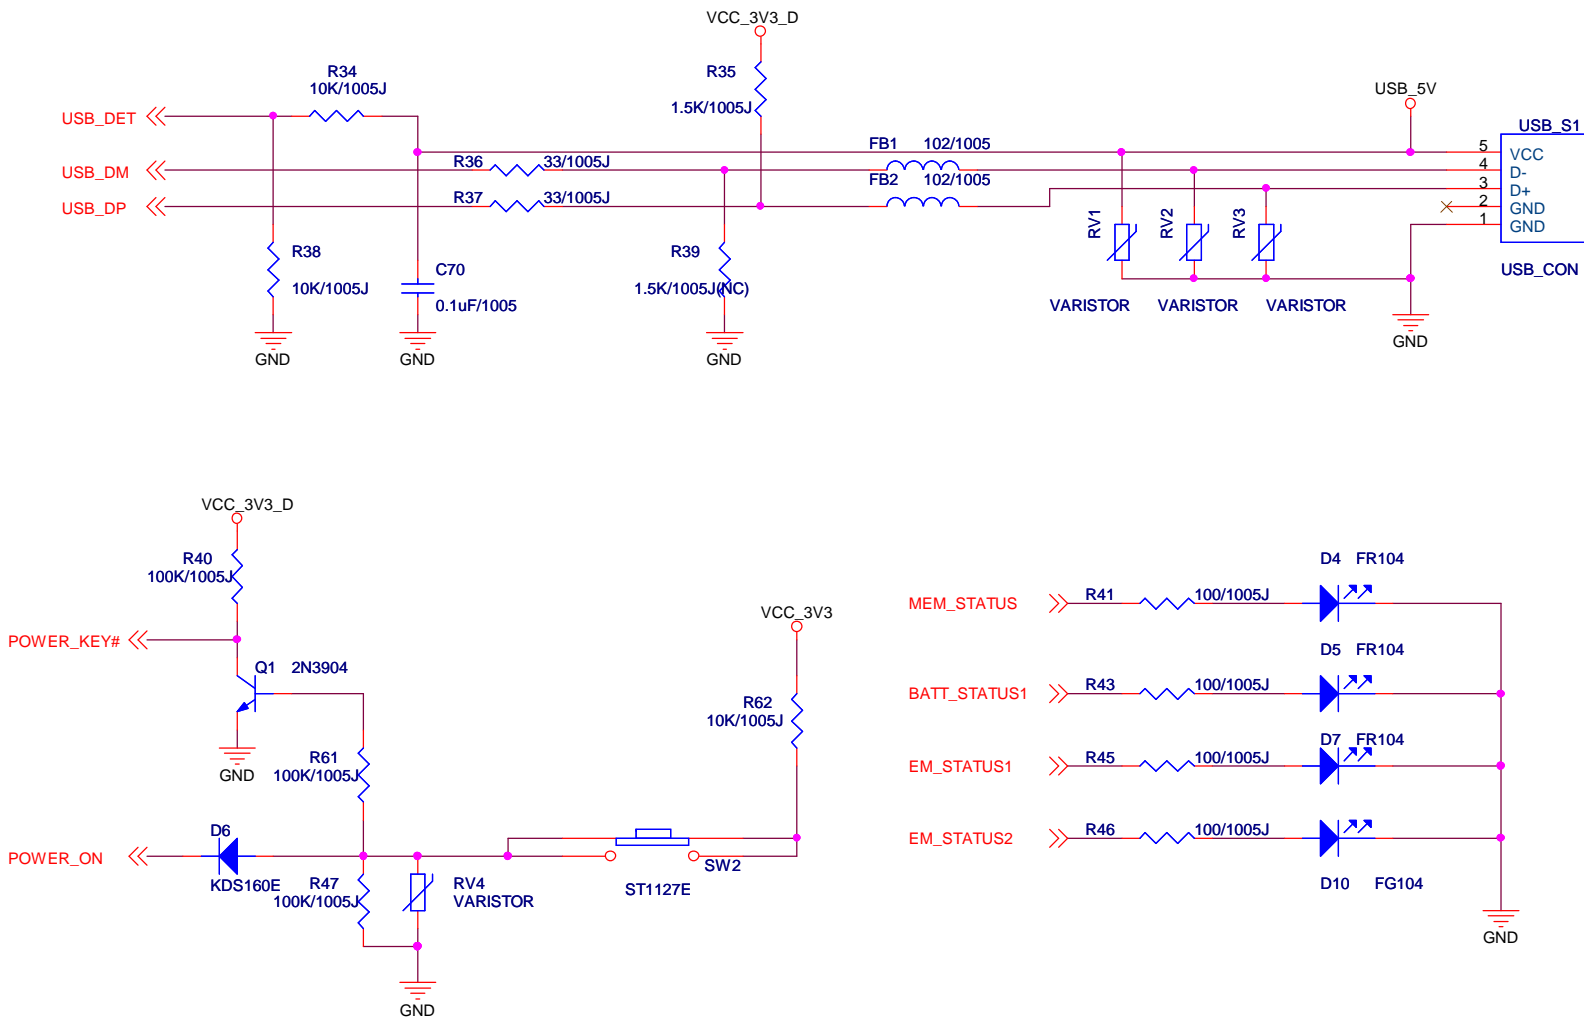 VCC_3V3_D
R34
10K/1005J
R35
1.5K/1005J
USB_5V
USB_DET
USB_S1
FB1 102/1005
R36 33/1005J
USB_DM
FB2 102/1005
R37 33/1005J
USB_DP
5 VCC
4 D-
3 D+
2 GND
1 GND
USB_CON
RV1
RV2
RV3
VARISTOR VARISTOR VARISTOR
R38
10K/1005J
C70
0.1uF/1005
R39
1.5K/1005J(NC)
GND
GND
GND
GND
VCC_3V3_D
R40
100K/1005J
POWER_KEY#
Q1 2N3904
GND
R61
100K/1005J
VCC_3V3
R62
10K/1005J
D6
POWER_ON
KDS160E
R47
100K/1005J
RV4
VARISTOR
SW2
ST1127E
GND
D4 FR104
MEM_STATUS R41 100/1005J
D5 FR104
BATT_STATUS1 R43 100/1005J
D7 FR104
EM_STATUS1 R45 100/1005J
EM_STATUS2 R46 100/1005J
D10 FG104
GND